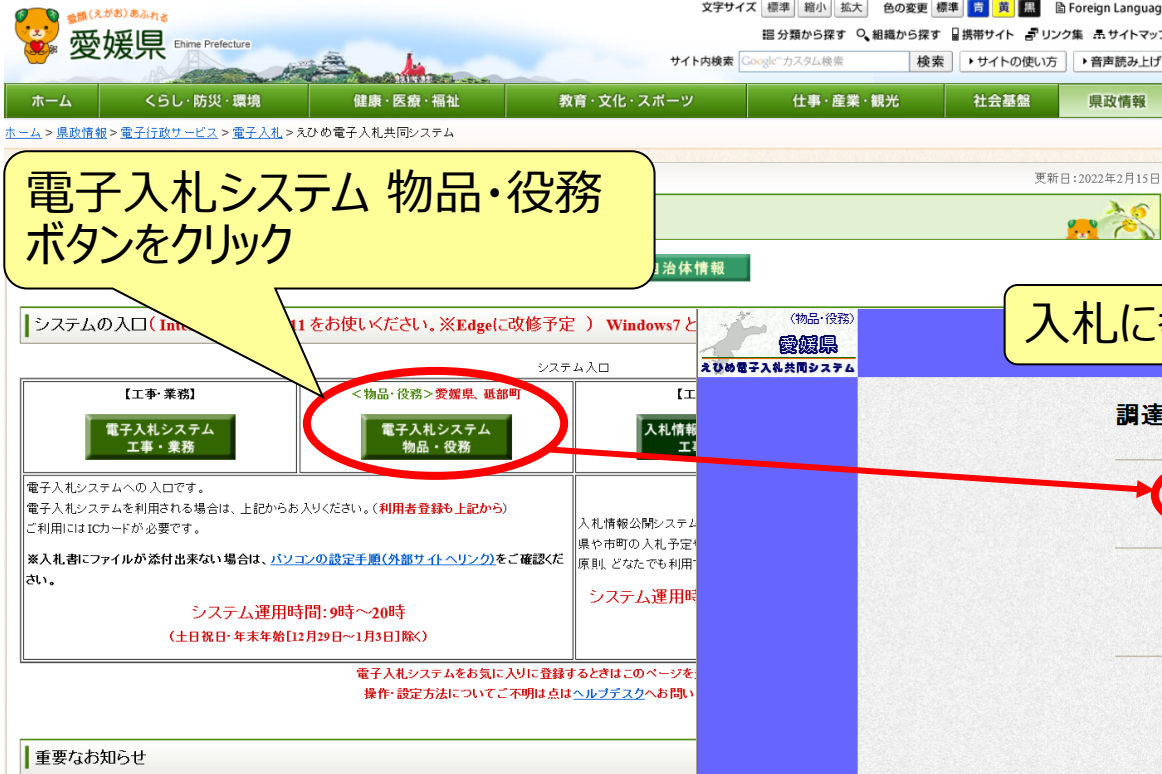 愛顔(えがお)あふれる
愛媛県 Ehime Prefecture
文字サイズ 標準 縮小 拡大 色の変更 標準 青 黄 黒 Foreign Languag
分類から探す 組織から探す 携帯サイト リンク集 サイトマップ
サイト内検索 Google カスタム検索 検索 サイトの使い方 音声読み上げ
ホーム くらし・防災・環境 健康・医療・福祉 教育・文化・スポーツ 仕事・産業・観光 社会基盤 県政情報
ホーム > 県政情報 > 電子行政サービス > 電子入札 > えひめ電子入札共同システム
電子入札システム 物品・役務
ボタンをクリック
更新日:2022年2月15日
治体情報
システムの入口( Int
11 をお使いください。※Edgeに改修予定 ) Windows7 と
(物品・役務)
愛媛県
えひめ電子入札共同システム
入札に
調達
システム入口
【工事・業務】
電子入札システム
工事・業務
<物品・役務>愛媛県、砥部町
電子入札システム
物品・役務
【工
入札情報
工事
電子入札システムへの入口です。
電子入札システムを利用される場合は、上記からお入りください。(利用者登録も上記から)
ご利用にはICカードが必要です。
※入札書にファイルが添付出来ない場合は、パソコンの設定手順(外部サイトへリンク)をご確認くだ
さい。
システム運用時間:9時~20時
(土日祝日・年末年始[12月29日~1月3日]除く)
入札情報公開システム
県や市町の入札予定
原則、どなたでも利用
システム運用時
電子入札システムをお気に入りに登録するときはこのページを
操作・設定方法についてご不明は点はヘルプデスクへお問い
重要なお知らせ